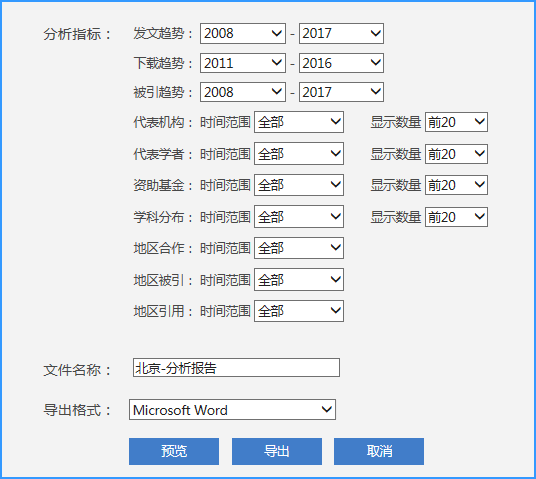 分析指标： 发文趋势： 2008 - 2017
下载趋势： 2011 - 2016
被引趋势： 2008 - 2017
代表机构： 时间范围 全部 显示数量 前20
代表学者： 时间范围 全部 显示数量 前20
资助基金： 时间范围 全部 显示数量 前20
学科分布： 时间范围 全部 显示数量 前20
地区合作： 时间范围 全部
地区被引： 时间范围 全部
地区引用： 时间范围 全部
文件名称： 北京-分析报告
导出格式： Microsoft Word
预览 导出 取消